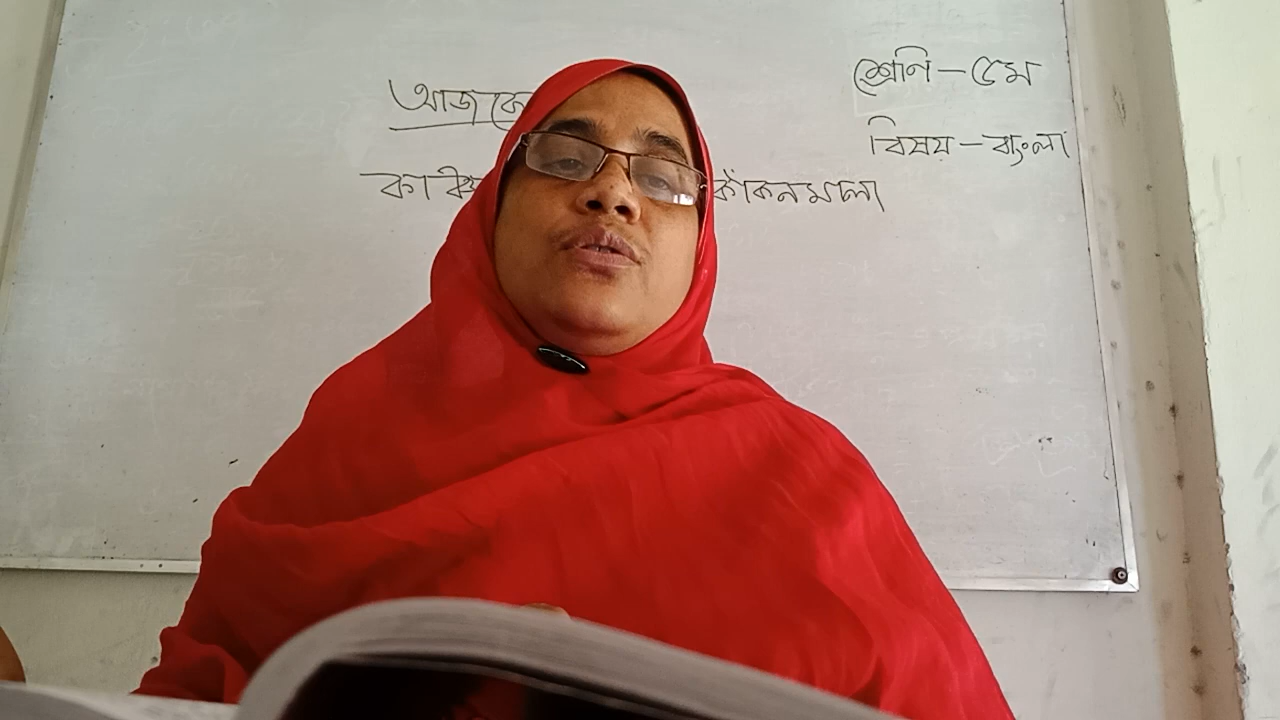 শ্রেণি - ৫ম
বিষয় - বাংলা
আজকে
কাঁকনমালা